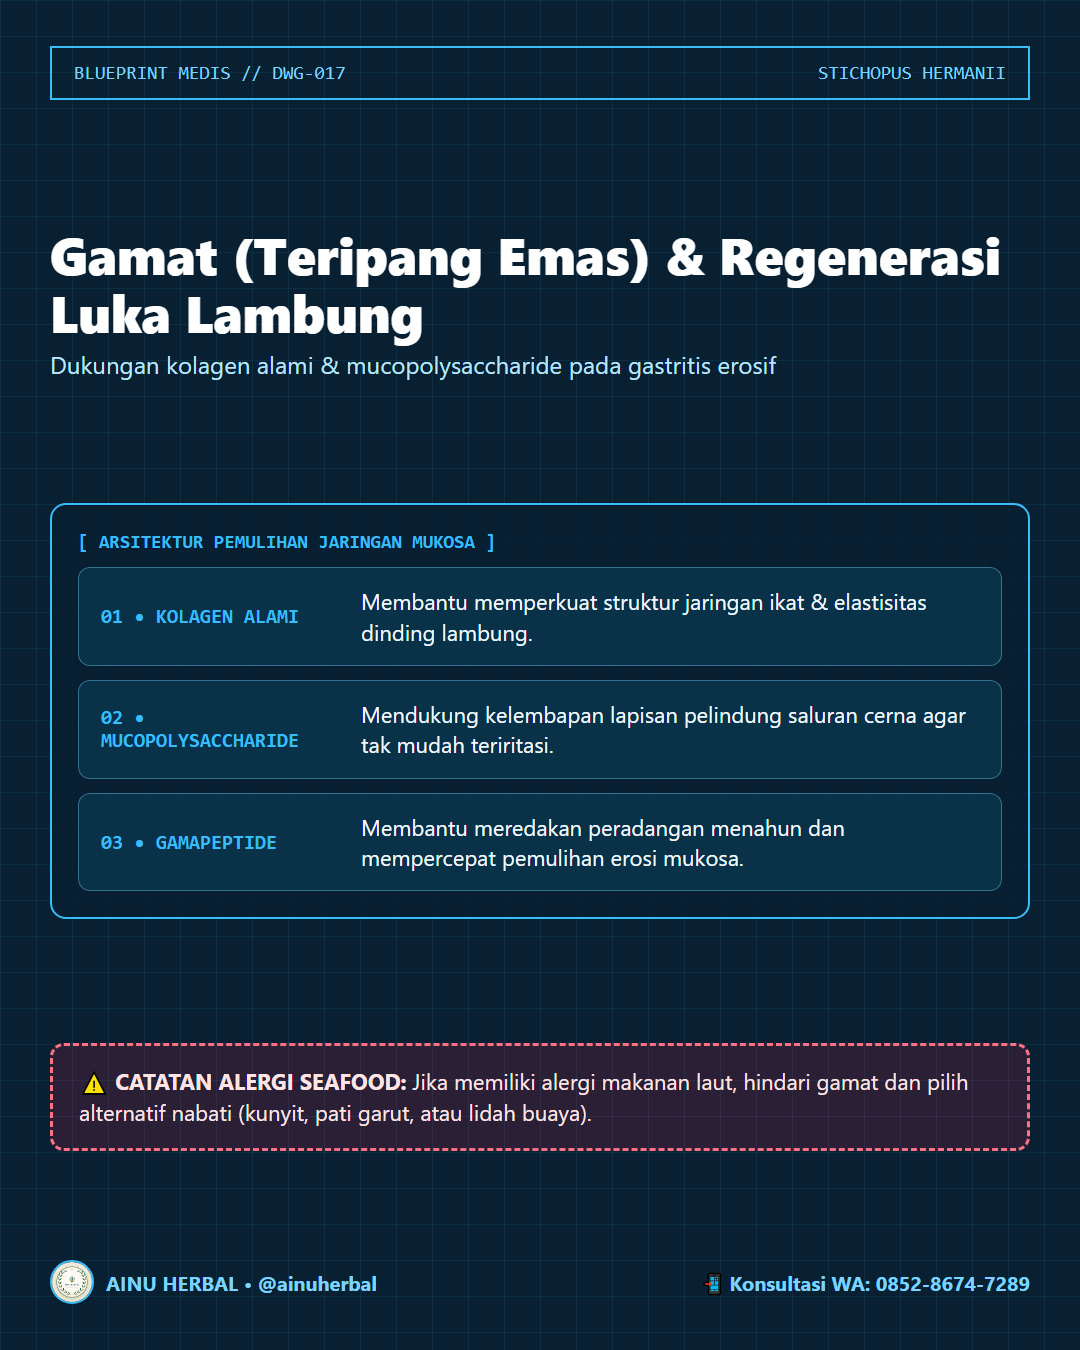 BLUEPRINT MEDIS // DWG-017
STICHOPUS HERMANII
Gamat (Teripang Emas) & Regenerasi
Luka Lambung
Dukungan kolagen alami & mucopolysaccharide pada gastritis erosif
[ ARSITEKTUR PEMULIHAN JARINGAN MUKOSA ]
01 • KOLAGEN ALAMI
Membantu memperkuat struktur jaringan ikat & elastisitas
dinding lambung.
02 •
MUCOPOLYSACCHARIDE
Mendukung kelembapan lapisan pelindung saluran cerna agar
tak mudah teriritasi.
03 • GAMAPEPTIDE
Membantu meredakan peradangan menahun dan
mempercepat pemulihan erosi mukosa.
⚠️ CATATAN ALERGI SEAFOOD: Jika memiliki alergi makanan laut, hindari gamat dan pilih
alternatif nabati (kunyit, pati garut, atau lidah buaya).
AINU HERBAL • @ainuherbal
📲 Konsultasi WA: 0852-8674-7289